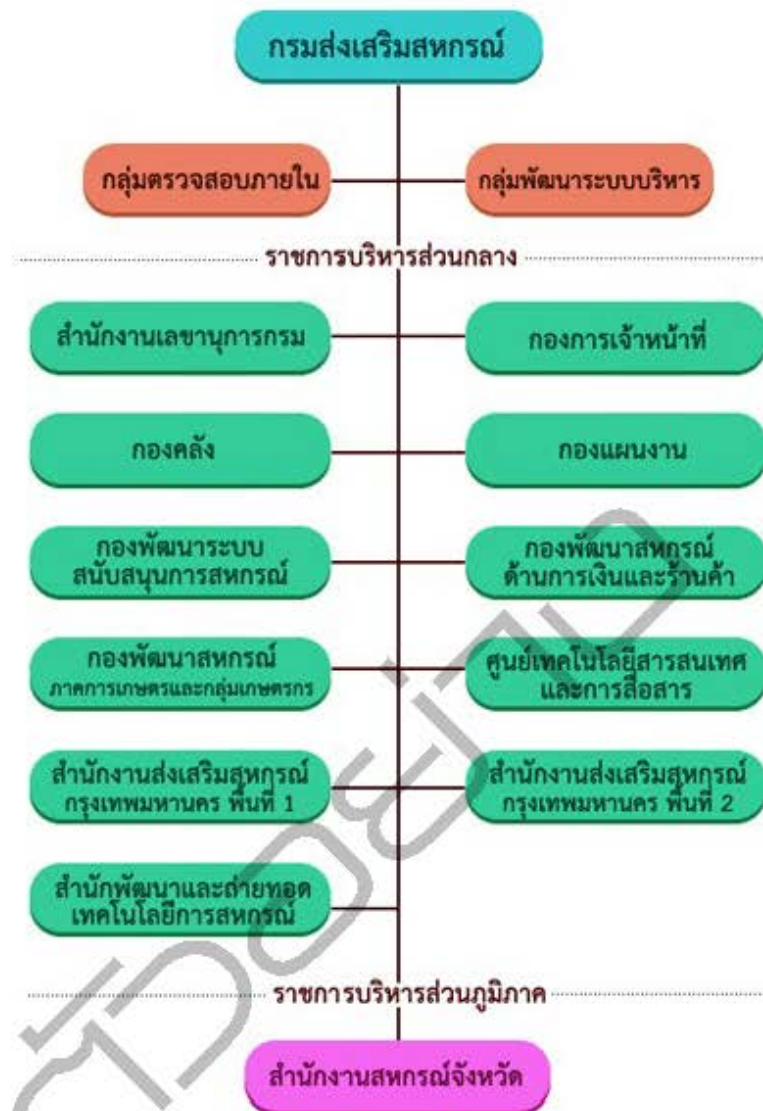 กรมส่งเสริมสหกรณ์
กลุ่มตรวจสอบภายใน
กลุ่มพัฒนาระบบบริหาร
ราชการบริหารส่วนกลาง
สำนักงานเลขานุการกรม
กองการเจ้าหน้าที่
กองคลัง
กองแผนงาน
กองพัฒนาระบบ
สนับสนุนการสหกรณ์
กองพัฒนาสหกรณ์
ด้านการเงินและร้านค้า
กองพัฒนาสหกรณ์
ภาคการเกษตรและกลุ่มเกษตรกร
ศูนย์เทคโนโลยีสารสนเทศ
และการสื่อสาร
สำนักงานส่งเสริมสหกรณ์
กรุงเทพมหานคร พื้นที่ 1
สำนักงานส่งเสริมสหกรณ์
กรุงเทพมหานคร พื้นที่ 2
สำนักพัฒนาและถ่ายทอด
เทคโนโลยีการสหกรณ์
ราชการบริหารส่วนภูมิภาค
สำนักงานสหกรณ์จังหวัด
ตัวอย่าง